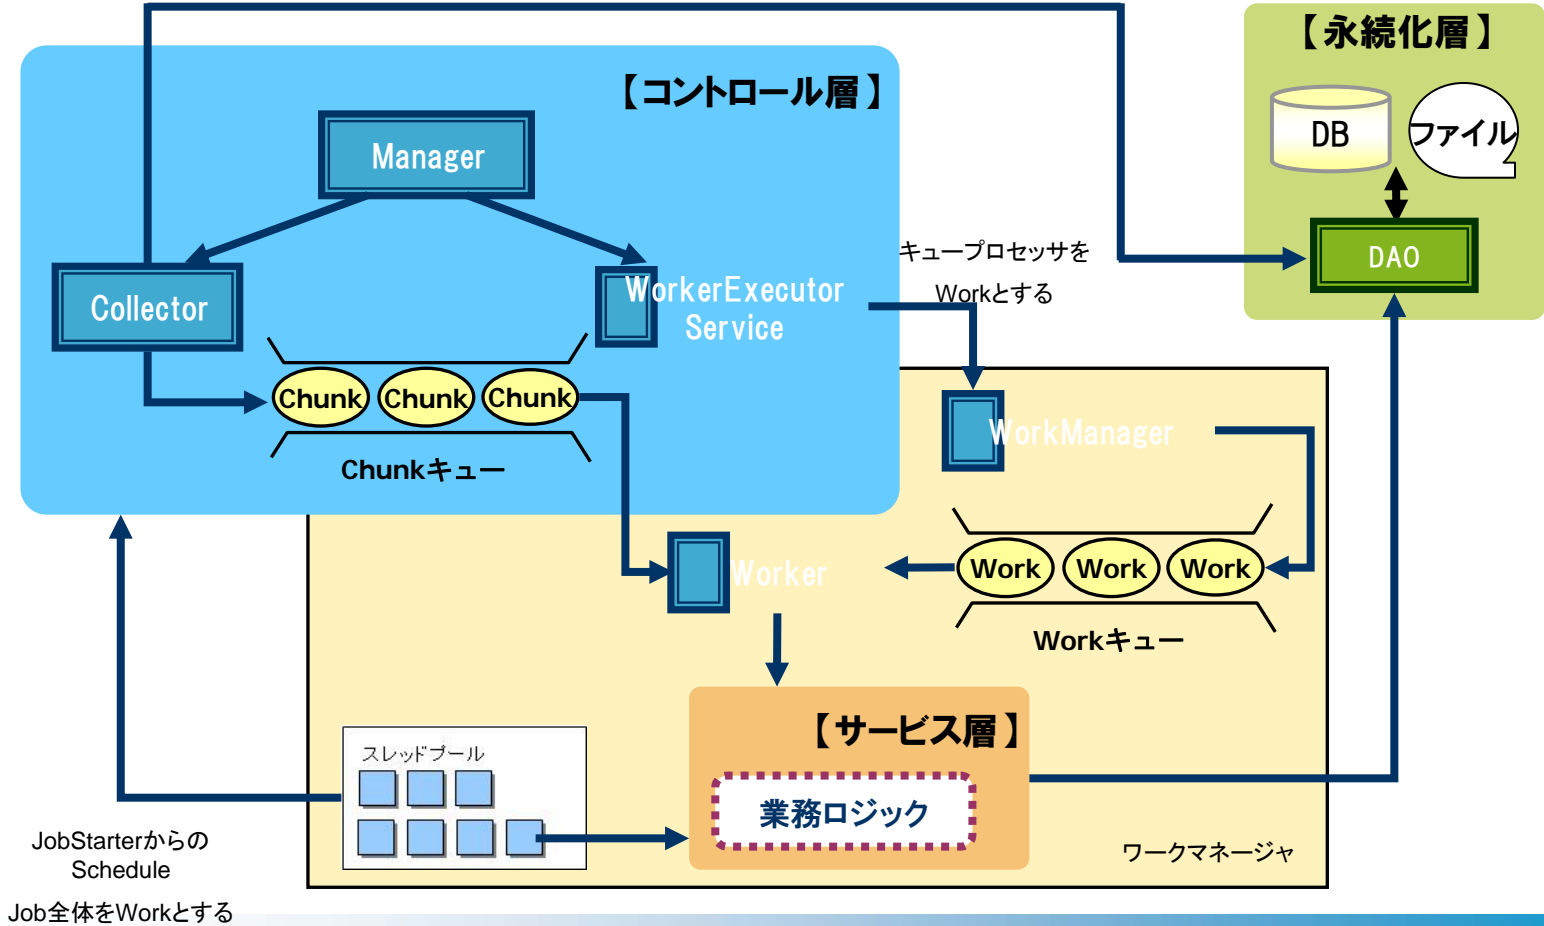 【永続化層】
【コントロール層】
DB
ファイル
Manager
DAO
キュープロセッサを
Workとする
Collector
WorkerExecutor
Service
Chunk
Chunk
Chunk
Chunkキュー
WorkManager
Worker
Work
Work
Work
Workキュー
【サービス層】
スレッドプール
業務ロジック
ワークマネージャ
JobStarterからの
Schedule
Job全体をWorkとする